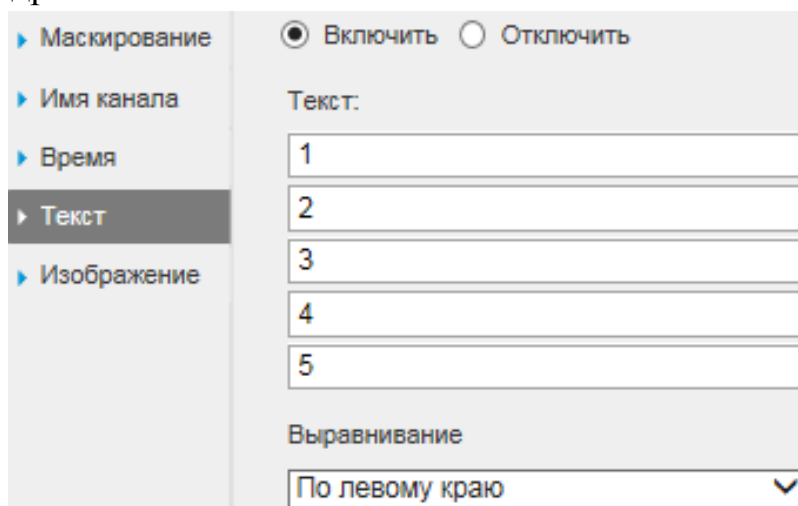 Маскирование
Имя канала
Время
Текст
Изображение
Включить Отключить
Текст:
1
2
3
4
5
Выравнивание
По левому краю